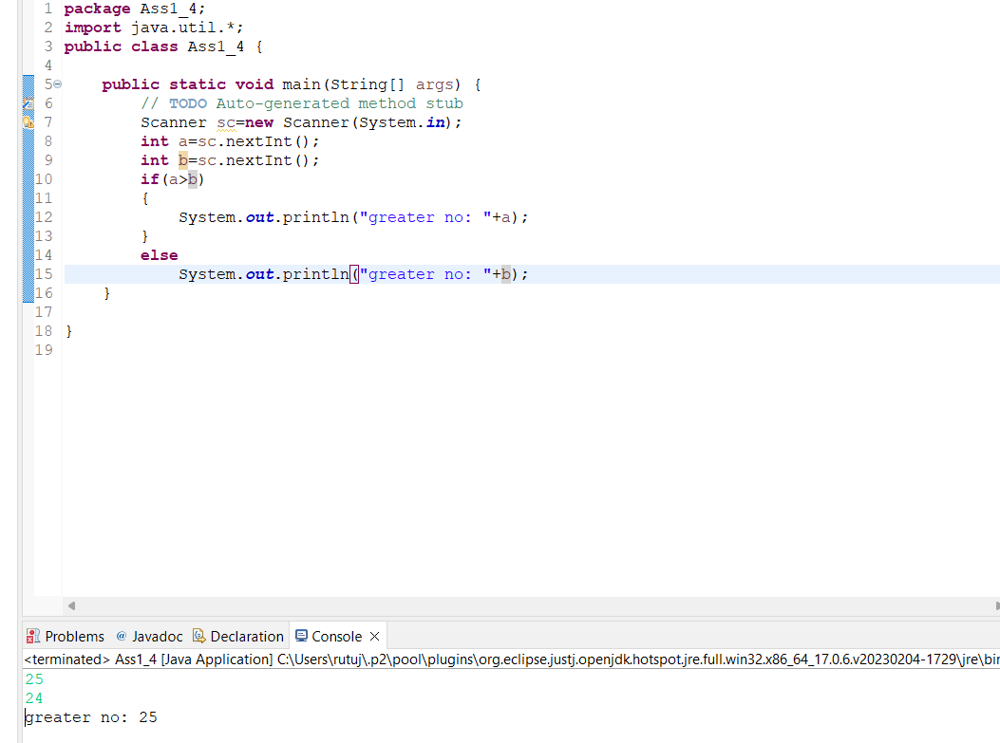 1 package Ass1_4;
2 import java.util.*;
3 public class Ass1_4 {
4
5 public static void main(String[] args) {
6 // TODO Auto-generated method stub
7 Scanner sc=new Scanner(System.in);
8 int a=sc.nextInt();
9 int b=sc.nextInt();
10 if(a>b)
11 {
12 System.out.println("greater no: "+a);
13 }
14 else
15 System.out.println("greater no: "+b);
16 }
17
18 }
19
Problems @ Javadoc Declaration Console
<terminated> Ass1_4 [Java Application] C:\Users\rutuj\.p2\pool\plugins\org.eclipse.justj.openjdk.hotspot.jre.full.win32.x86_64_17.0.6.v20230204-1729\jre\bin
25
24
greater no: 25